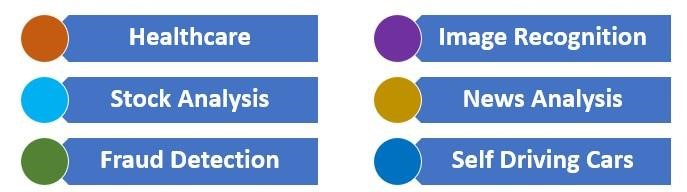 Healthcare
Image Recognition
Stock Analysis
News Analysis
Fraud Detection
Self Driving Cars